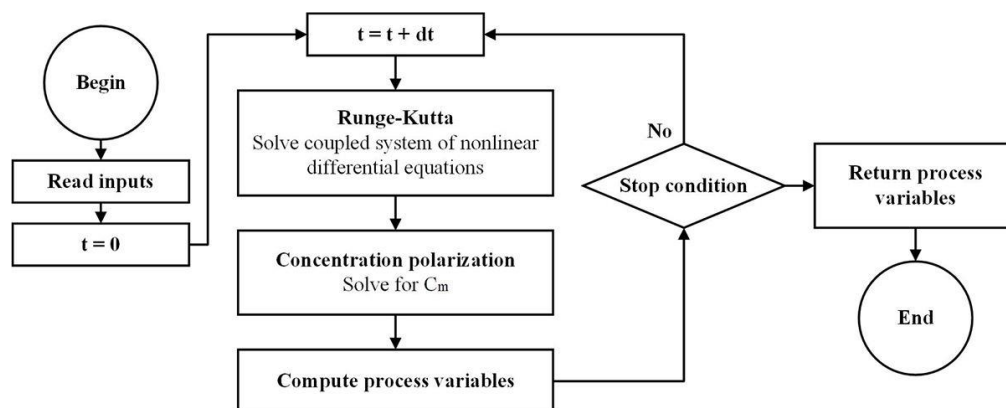 Begin
Read inputs
t = 0
t = t + dt
Runge-Kutta
Solve coupled system of nonlinear
differential equations
Concentration polarization
Solve for Cm
Compute process variables
No
Stop condition
Return process
variables
End